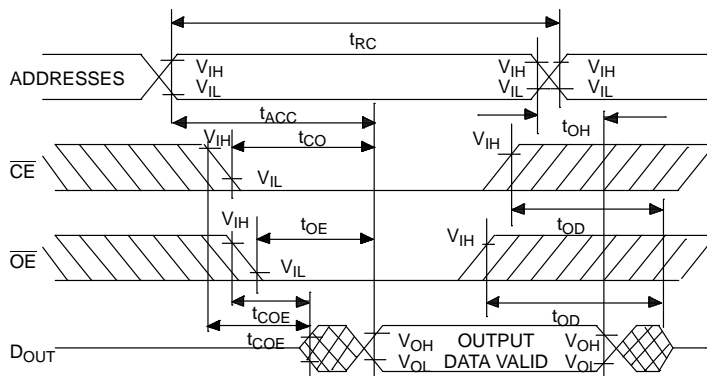 tRC
ADDRESSES
VIH VIH VIH
VIL VIL VIL
tACC
tOH
VIH tCO VIH
CE
VIL
tOD
VIH tOE VIH
OE
VIL
tCOE
tOD
tCOE
DOUT
VOH OUTPUT VOH
VOL DATA VALID VOL